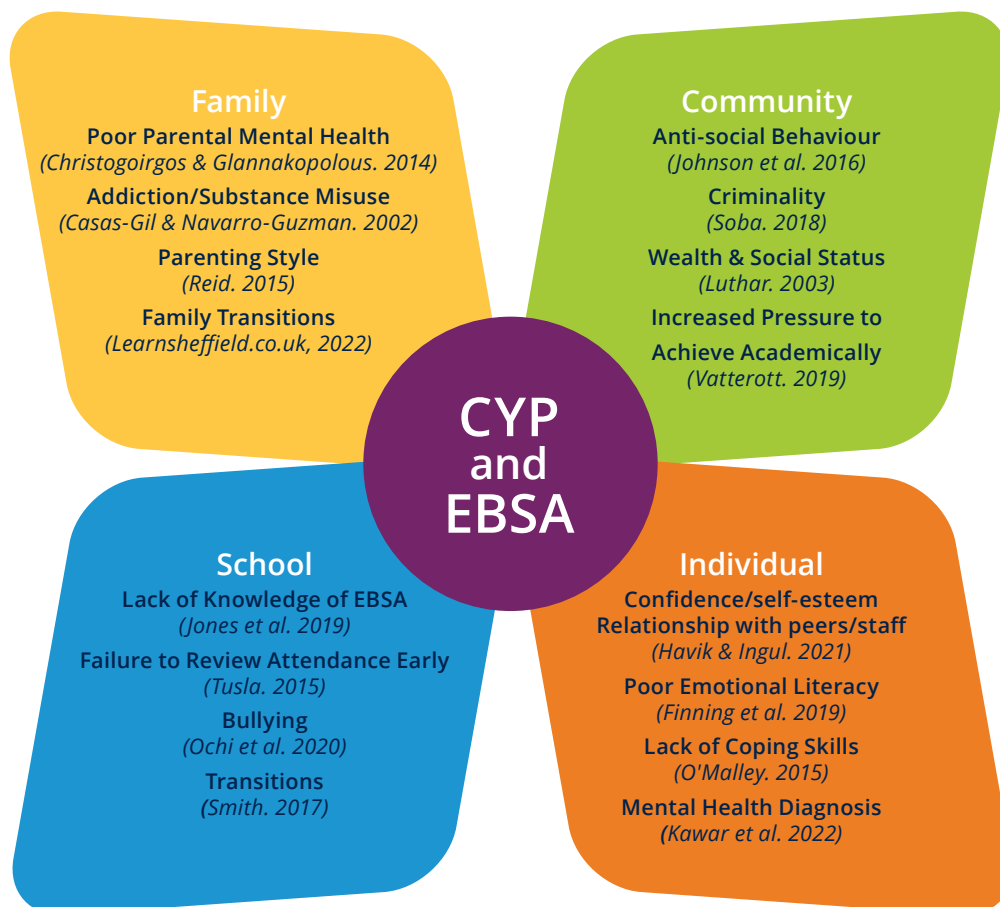 Family
Poor Parental Mental Health
(Christogoirgos & Glannakopolous. 2014)
Addiction/Substance Misuse
(Casas-Gil & Navarro-Guzman. 2002)
Parenting Style
(Reid. 2015)
Family Transitions
(Learnsheffield.co.uk, 2022)
Community
Anti-social Behaviour
(Johnson et al. 2016)
Criminality
(Soba. 2018)
Wealth & Social Status
(Luthar. 2003)
Increased Pressure to
Achieve Academically
(Vatterott. 2019)
CYP
and
EBSA
School
Lack of Knowledge of EBSA
(Jones et al. 2019)
Failure to Review Attendance Early
(Tusla. 2015)
Bullying
(Ochi et al. 2020)
Transitions
(Smith. 2017)
Individual
Confidence/self-esteem
Relationship with peers/staff
(Havik & Ingul. 2021)
Poor Emotional Literacy
(Finning et al. 2019)
Lack of Coping Skills
(O'Malley. 2015)
Mental Health Diagnosis
(Kawar et al. 2022)